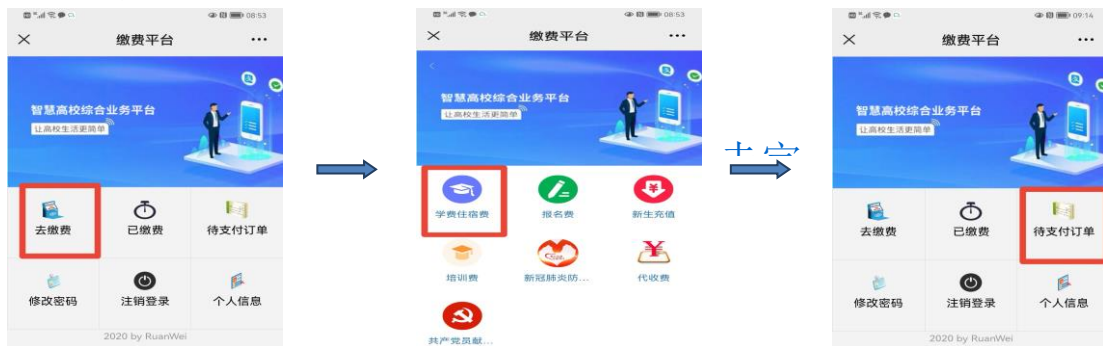 08:53
缴费平台
智慧高校综合业务平台
让高校生活更简单
去缴费
已缴费
待支付订单
修改密码
注销登录
个人信息
2020 by RuanWei
08:53
缴费平台
智慧高校综合业务平台
让高校生活更简单
学费住宿费
报名费
新生充值
培训费
新冠肺炎防...
代收费
共产党员献...
09:14
缴费平台
智慧高校综合业务平台
让高校生活更简单
去缴费
已缴费
待支付订单
修改密码
注销登录
个人信息
2020 by RuanWei